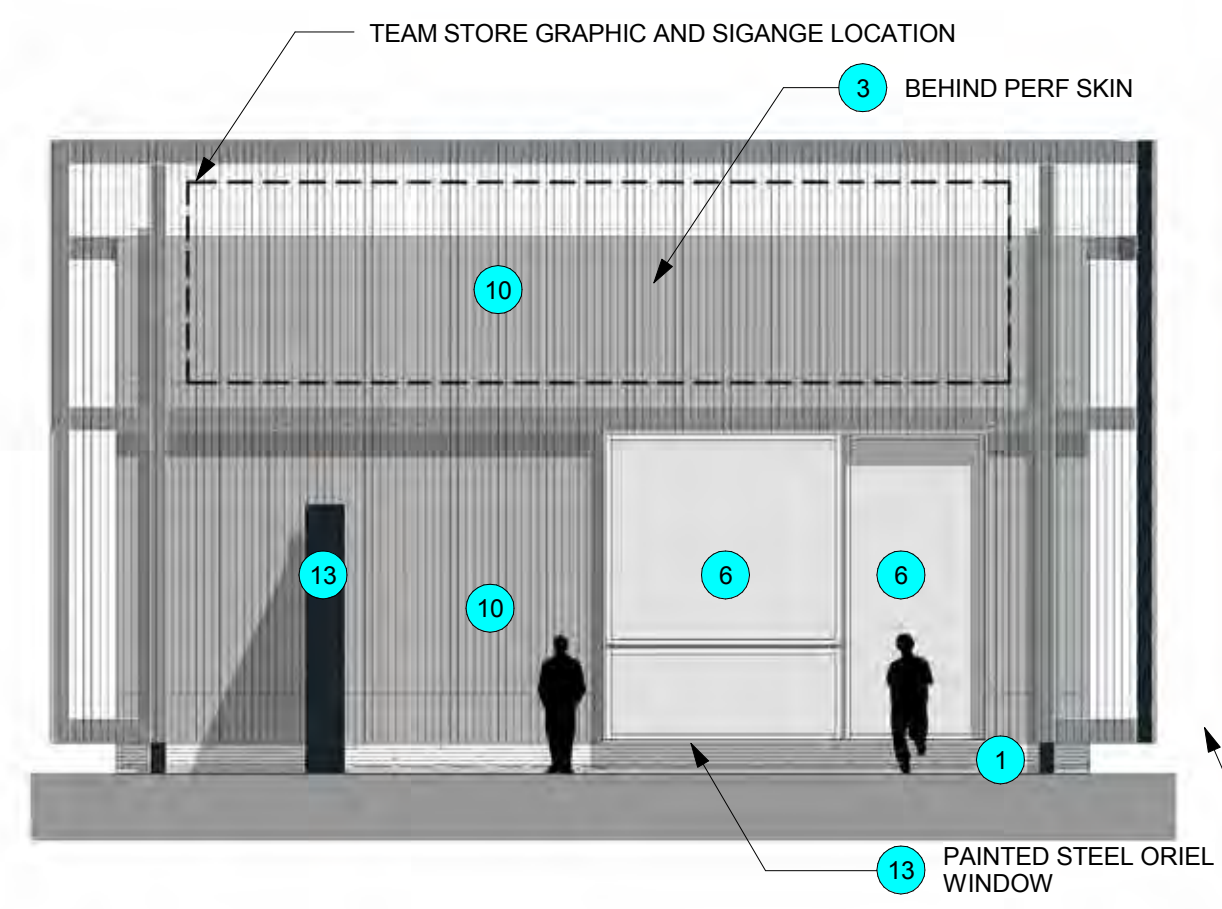 TEAM STORE GRAPHIC AND SIGANGE LOCATION
3 BEHIND PERF SKIN
10
13
10
6
6
1
13 PAINTED STEEL ORIEL
WINDOW